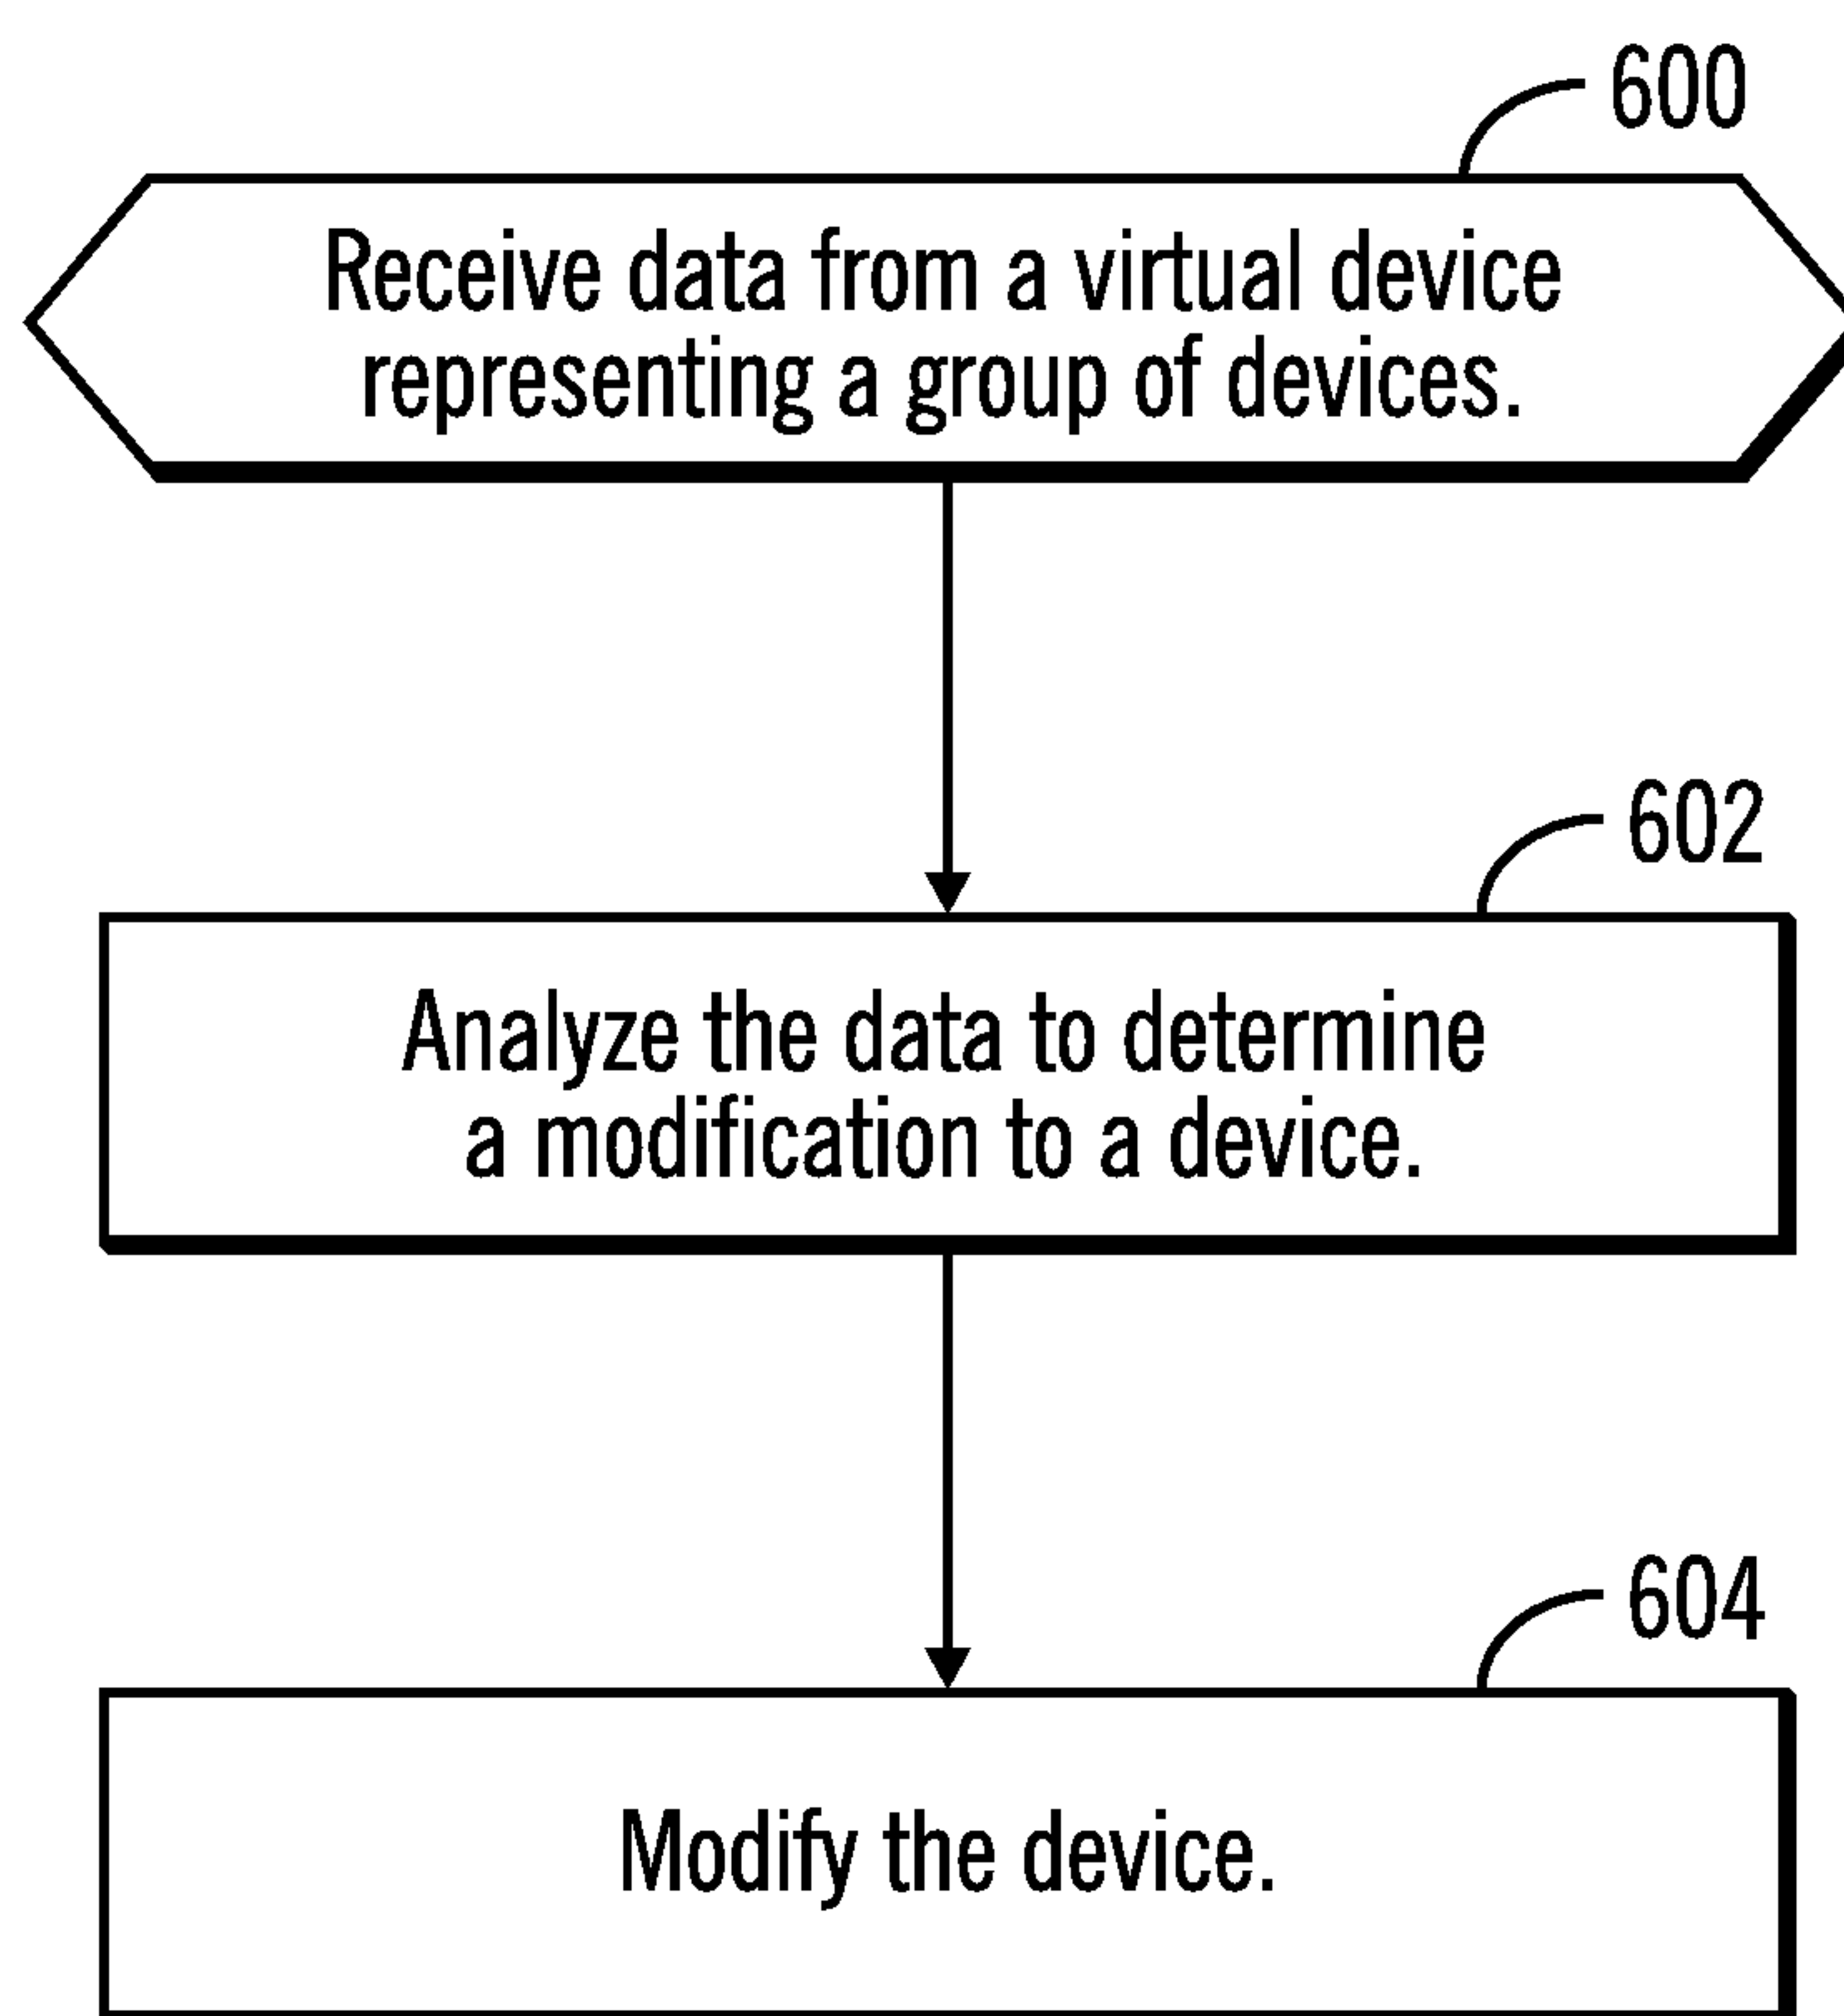 600
Receive data from a virtual device
representing a group of devices.
602
Analyze the data to determine
a modification to a device.
604
Modify the device.